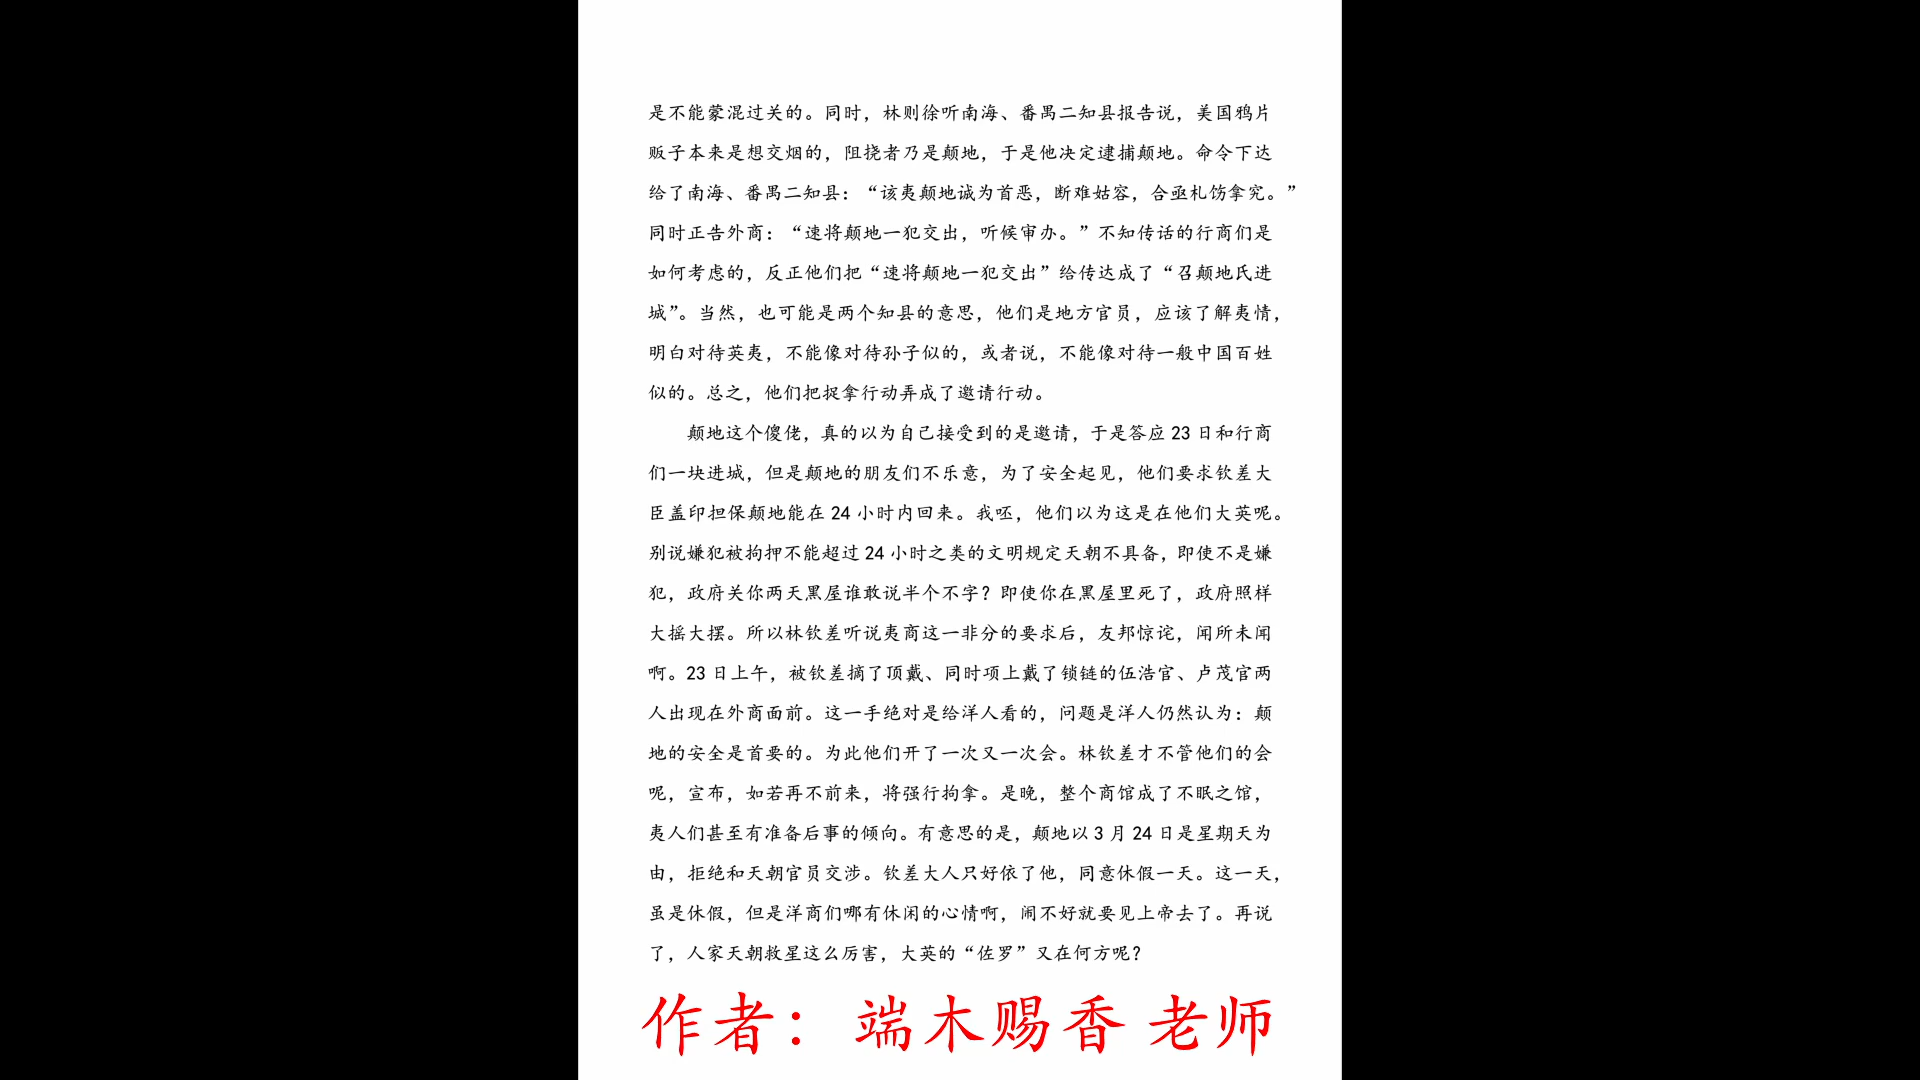 是不能蒙混过关的。同时，林则徐听南海、番禺二知县报告说，美国鸦片
贩子本来是想交烟的，阻挠者乃是颠地，于是他决定逮捕颠地。命令下达
给了南海、番禺二知县：“该夷颠地诚为首恶，断难姑容，合亟札饬拿究。”
同时正告外商：“速将颠地一犯交出，听候审办。”不知传话的行商们是
如何考虑的，反正他们把“速将颠地一犯交出”给传达成了“召颠地氏进
城”。当然，也可能是两个知县的意思，他们是地方官员，应该了解夷情，
明白对待英夷，不能像对待孙子似的，或者说，不能像对待一般中国百姓
似的。总之，他们把捉拿行动弄成了邀请行动。
颠地这个傻佬，真的以为自己接受到的是邀请，于是答应 23 日和行商
们一块进城，但是颠地的朋友们不乐意，为了安全起见，他们要求钦差大
臣盖印担保颠地能在 24 小时内回来。我呸，他们以为这是在他们大英呢。
别说嫌犯被拘押不能超过 24 小时之类的文明规定天朝不具备，即使不是嫌
犯，政府关你两天黑屋谁敢说半个不字？即使你在黑屋里死了，政府照样
大摇大摆。所以林钦差听说夷商这一非分的要求后，友邦惊诧，闻所未闻
啊。23 日上午，被钦差摘了顶戴、同时项上戴了锁链的伍浩官、卢茂官两
人出现在外商面前。这一手绝对是给洋人看的，问题是洋人仍然认为：颠
地的安全是首要的。为此他们开了一次又一次会。林钦差才不管他们的会
呢，宣布，如若再不前来，将强行拘拿。是晚，整个商馆成了不眠之馆，
夷人们甚至有准备后事的倾向。有意思的是，颠地以 3 月 24 日是星期天为
由，拒绝和天朝官员交涉。钦差大人只好依了他，同意休假一天。这一天，
虽是休假，但是洋商们哪有休闲的心情啊，闹不好就要见上帝去了。再说
了，人家天朝救星这么厉害，大英的“佐罗”又在何方呢？
作者：端木赐香 老师